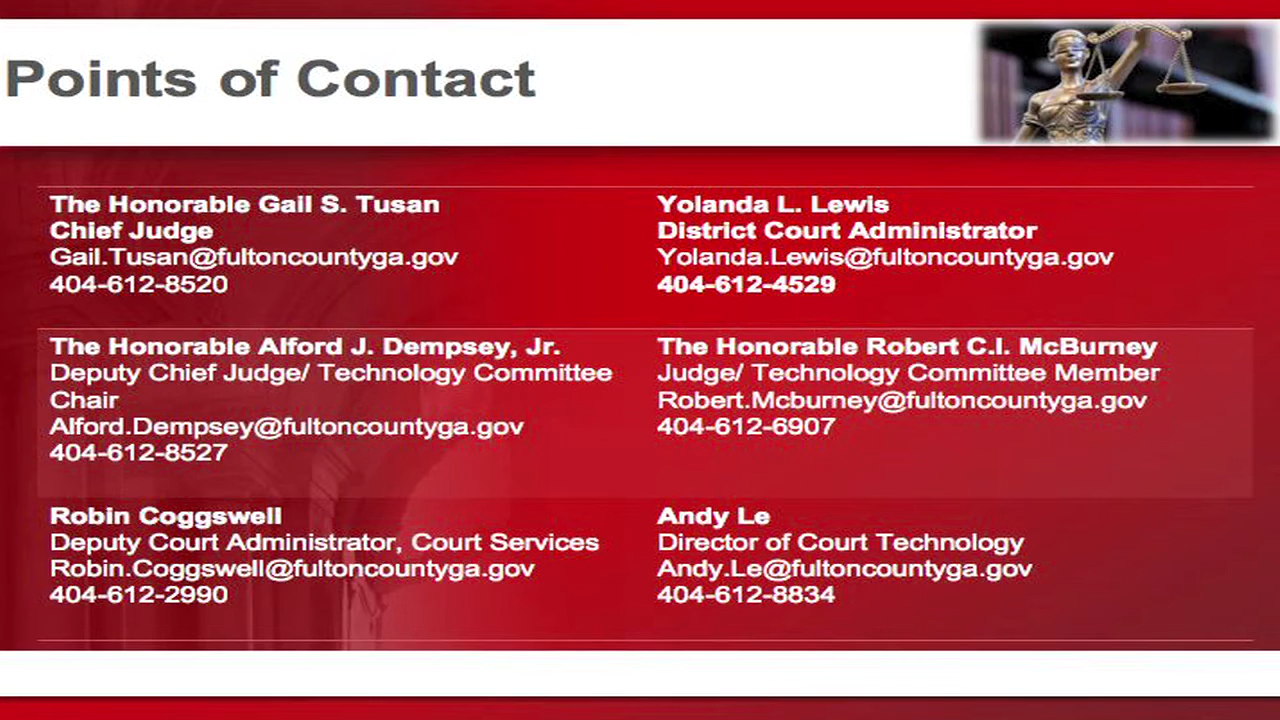 Points of Contact
The Honorable Gail S. Tusan
Chief Judge
Gail.Tusan@fultoncountyga.gov
404-612-8520
Yolanda L. Lewis
District Court Administrator
Yolanda.Lewis@fultoncountyga.gov
404-612-4529
The Honorable Alford J. Dempsey, Jr.
Deputy Chief Judge/ Technology Committee
Chair
Alford.Dempsey@fultoncountyga.gov
404-612-8527
The Honorable Robert C.I. McBurney
Judge/ Technology Committee Member
Robert.Mcburney@fultoncountyga.gov
404-612-6907
Robin Coggswell
Deputy Court Administrator, Court Services
Robin.Coggswell@fultoncountyga.gov
404-612-2990
Andy Le
Director of Court Technology
Andy.Le@fultoncountyga.gov
404-612-8834